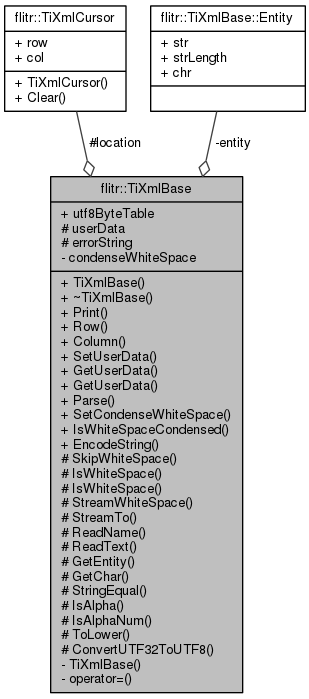 flitr::TiXmlCursor
+ row
+ col
+ TiXmlCursor()
+ Clear()
flitr::TiXmlBase::Entity
+ str
+ strLength
+ chr
#location
-entity
flitr::TiXmlBase
+ utf8ByteTable
# userData
# errorString
- condenseWhiteSpace
+ TiXmlBase()
+ ~TiXmlBase()
+ Print()
+ Row()
+ Column()
+ SetUserData()
+ GetUserData()
+ GetUserData()
+ Parse()
+ SetCondenseWhiteSpace()
+ IsWhiteSpaceCondensed()
+ EncodeString()
# SkipWhiteSpace()
# IsWhiteSpace()
# IsWhiteSpace()
# StreamWhiteSpace()
# StreamTo()
# ReadName()
# ReadText()
# GetEntity()
# GetChar()
# StringEqual()
# IsAlpha()
# IsAlphaNum()
# ToLower()
# ConvertUTF32ToUTF8()
- TiXmlBase()
- operator=()